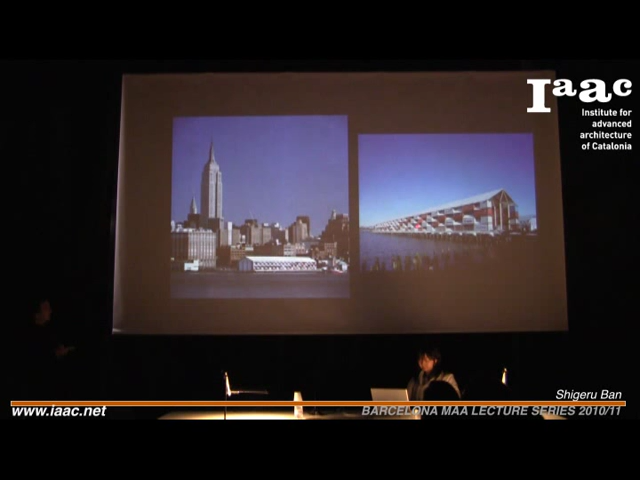 Iaac
Institute for
advanced
architecture
of Catalonia
Shigeru Ban
www.iaac.net
BARCELONA MAA LECTURE SERIES 2010/11